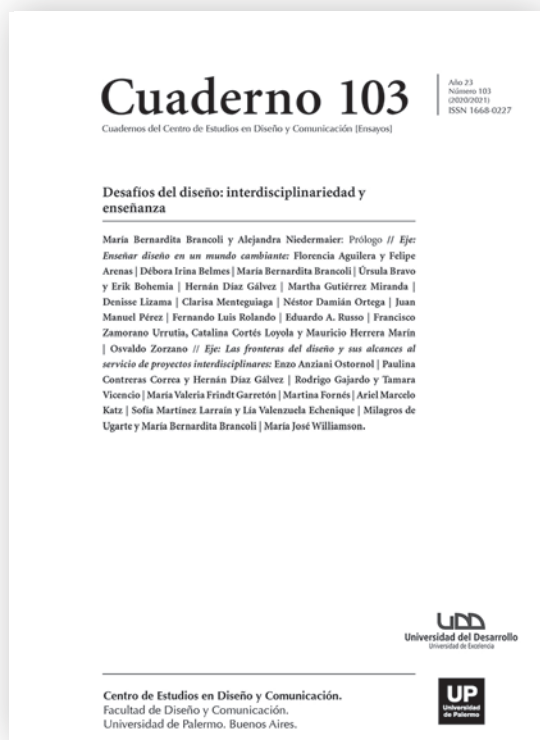 Cuaderno 103
Cuadernos del Centro de Estudios en Diseño y Comunicación [Ensayos]
Año 23
Número 103
(2020/2021)
ISSN 1668-0227
Desafíos del diseño: interdisciplinariedad y
enseñanza
María Bernardita Brancoli y Alejandra Niedermaier: Prólogo // Eje:
Enseñar diseño en un mundo cambiante: Florencia Aguilera y Felipe
Arenas | Débora Irina Belmes | María Bernardita Brancoli | Úrsula Bravo
y Erik Bohemia | Hernán Díaz Gálvez | Martha Gutiérrez Miranda |
Denisse Lizama | Clarisa Menteguiaga | Néstor Damián Ortega | Juan
Manuel Pérez | Fernando Luis Rolando | Eduardo A. Russo | Francisco
Zamorano Urrutia, Catalina Cortés Loyola y Mauricio Herrera Marín
| Osvaldo Zorzano // Eje: Las fronteras del diseño y sus alcances al
servicio de proyectos interdisciplinares: Enzo Anziani Ostornol | Paulina
Contreras Correa y Hernán Díaz Gálvez | Rodrigo Gajardo y Tamara
Vicencio | María Valeria Frindt Garretón | Martina Fornés | Ariel Marcelo
Katz | Sofia Martínez Larraín y Lía Valenzuela Echenique | Milagros de
Ugarte y María Bernardita Brancoli | María José Williamson.
UDD
Universidad del Desarrollo
Universidad de Excelencia
Centro de Estudios en Diseño y Comunicación.
Facultad de Diseño y Comunicación.
Universidad de Palermo. Buenos Aires.
UP
Universidad
de Palermo